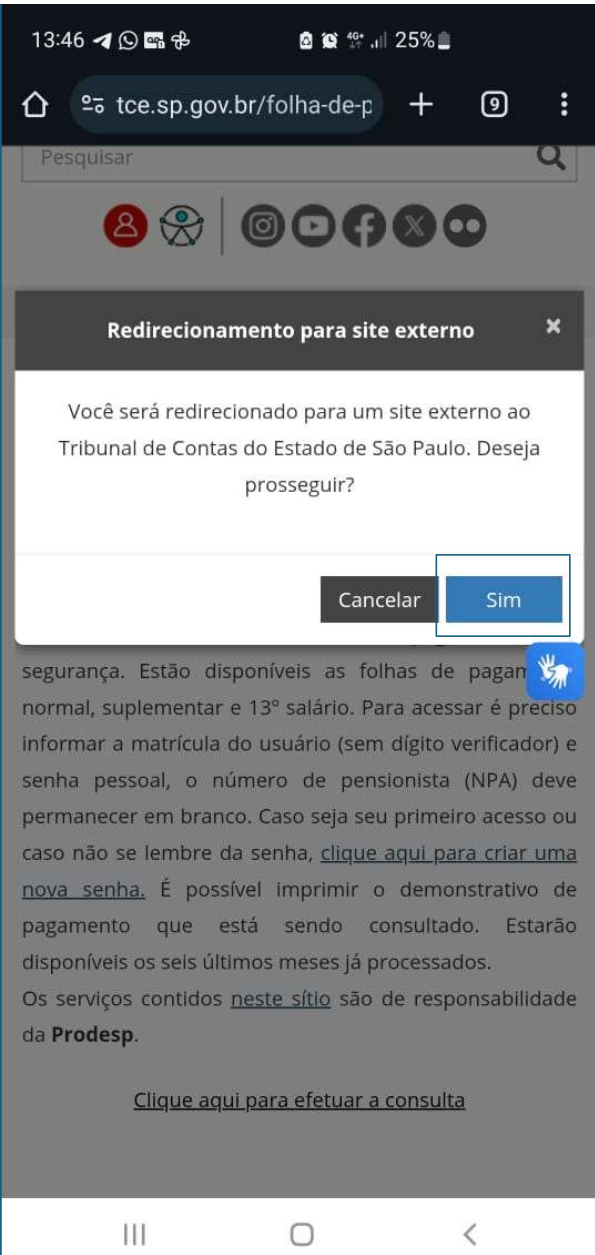 13:46 4G+ 25%
tce.sp.gov.br/folha-de-p 9
Pesquisar
Redirecionamento para site externo ×
Você será redirecionado para um site externo ao
Tribunal de Contas do Estado de São Paulo. Deseja
prosseguir?
Cancelar Sim
segurança. Estão disponíveis as folhas de pagam
normal, suplementar e 13º salário. Para acessar é preciso
informar a matrícula do usuário (sem dígito verificador) e
senha pessoal, o número de pensionista (NPA) deve
permanecer em branco. Caso seja seu primeiro acesso ou
caso não se lembre da senha, clique aqui para criar uma
nova senha. É possível imprimir o demonstrativo de
pagamento que está sendo consultado. Estarão
disponíveis os seis últimos meses já processados.
Os serviços contidos neste sítio são de responsabilidade
da Prodesp.
Clique aqui para efetuar a consulta